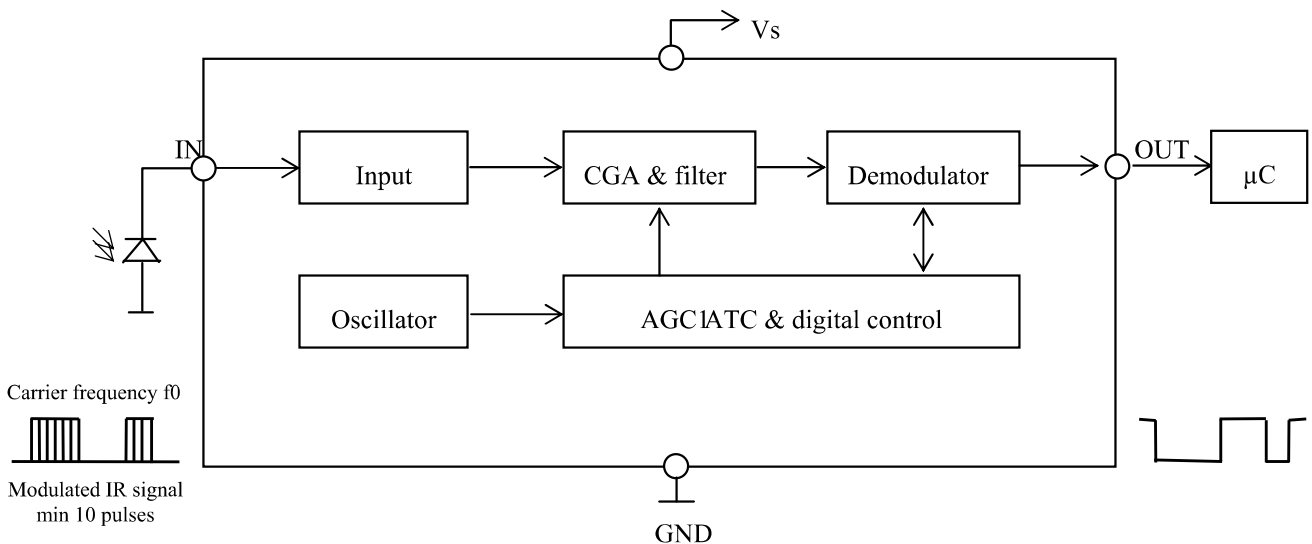 Vs
IN
OUT
Input
CGA & filter
Demodulator
μC
Oscillator
AGC1ATC & digital control
Carrier frequency f0
Modulated IR signal
min 10 pulses
GND